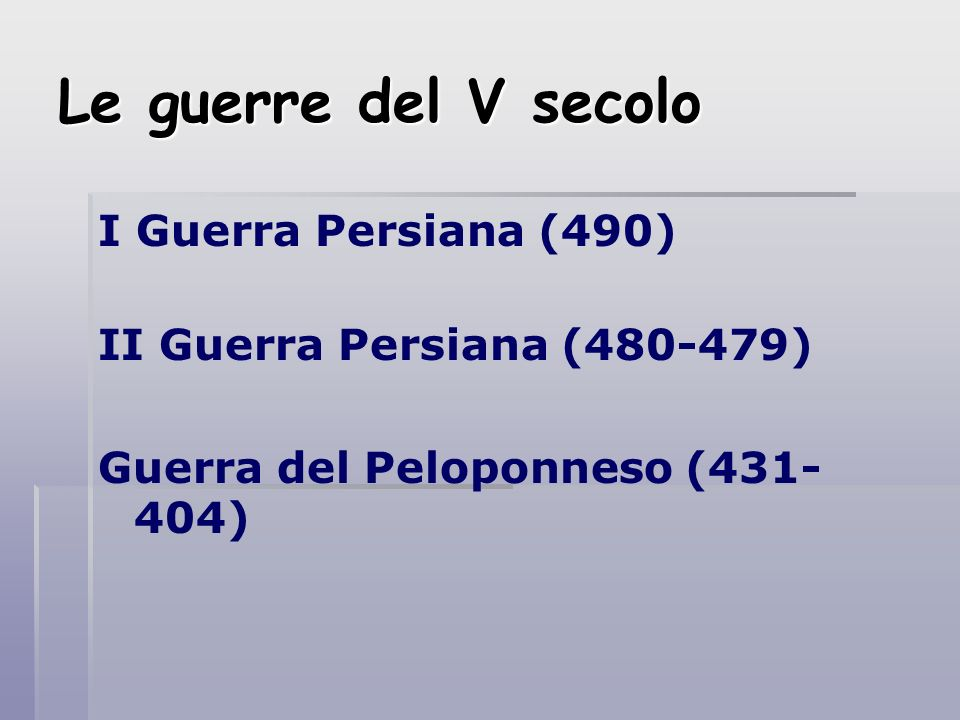 Le guerre del V secolo
I Guerra Persiana (490)
II Guerra Persiana (480-479)
Guerra del Peloponneso (431-
404)